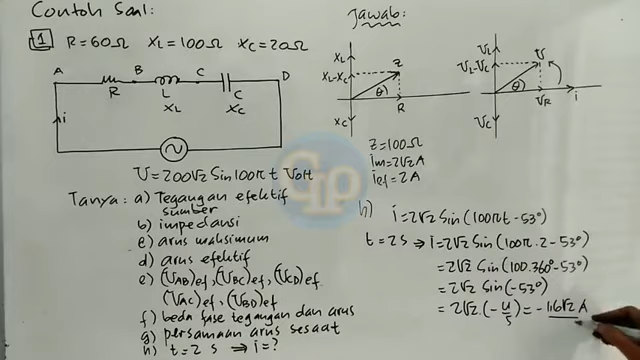 Contoh Soal:
1 R=60Ω XL=100Ω XC=20Ω
A B C D
R L C
XL XC
i
V=200√2 Sin 100πt Volt
Tanya: a) Tegangan efektif
sumber
b) impedansi
c) arus maksimum
d) arus efektif
e) (VAB)ef, (VBC)ef, (VCD)ef
(VAC)ef, (VBD)ef
f) beda fase tegangan dan arus
g) persamaan arus sesaat
h) t=2 s ⇒ i=?
Jawab:
XL
XL-XC
Z
θ
R
XC
VL
VL-VC
V
θ
VR
i
VC
Z=100Ω
Im=2√2 A
Ief=2A
h) i=2√2 Sin(100πt-53°)
t=2s ⇒ i=2√2 Sin(100π.2-53°)
=2√2 Sin(100.360°-53°)
=2√2 Sin(-53°)
=2√2.(-4/5)=-1,6√2 A